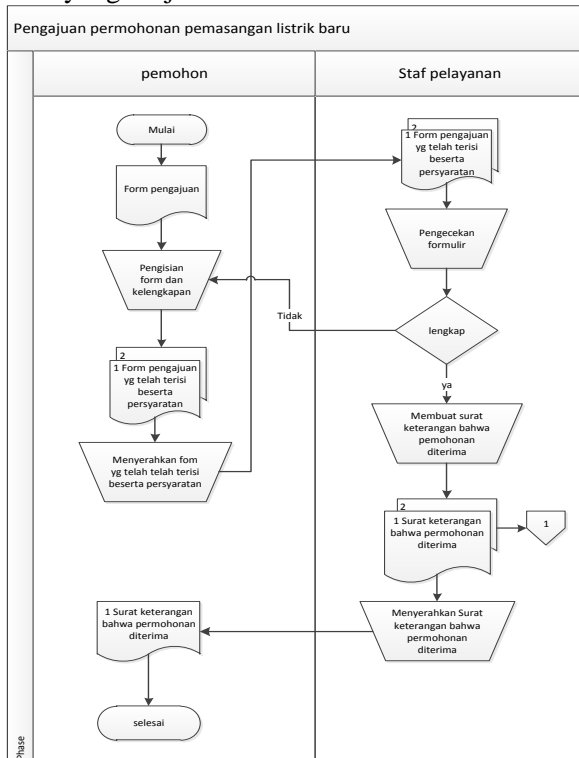 Pengajuan permohonan pemasangan listrik baru
pemohon
Staf pelayanan
Mulai
Form pengajuan
Pengisian
form dan
kelengkapan
2
1 Form pengajuan
yg telah terisi
beserta
persyaratan
Menyerahkan fom
yg telah telah terisi
beserta persyaratan
1 Surat keterangan
bahwa permohonan
diterima
selesai
2
1 Form pengajuan
yg telah terisi
beserta
persyaratan
Pengecekan
formulir
lengkap
Tidak
ya
Membuat surat
keterangan bahwa
pemohonan
diterima
2
1 Surat keterangan
bahwa permohonan
diterima
1
Menyerahkan Surat
keterangan bahwa
permohonan
diterima
Phase